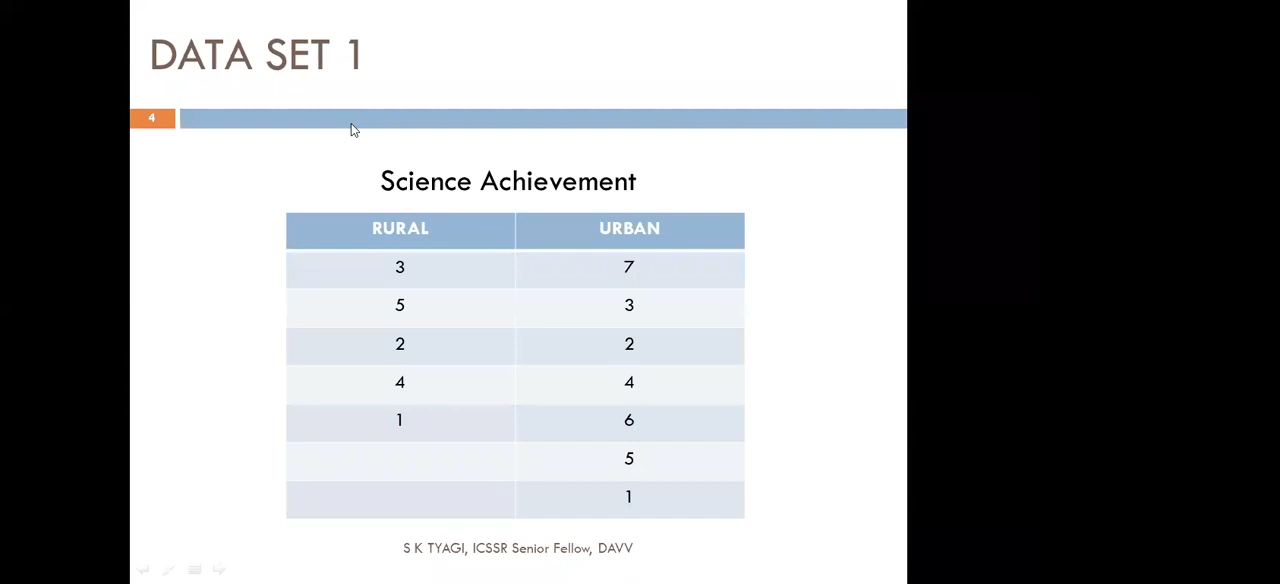 DATA SET 1
4
Science Achievement
RURAL URBAN
3 7
5 3
2 2
4 4
1 6
5
1
S K TYAGI, ICSSR Senior Fellow, DAVV